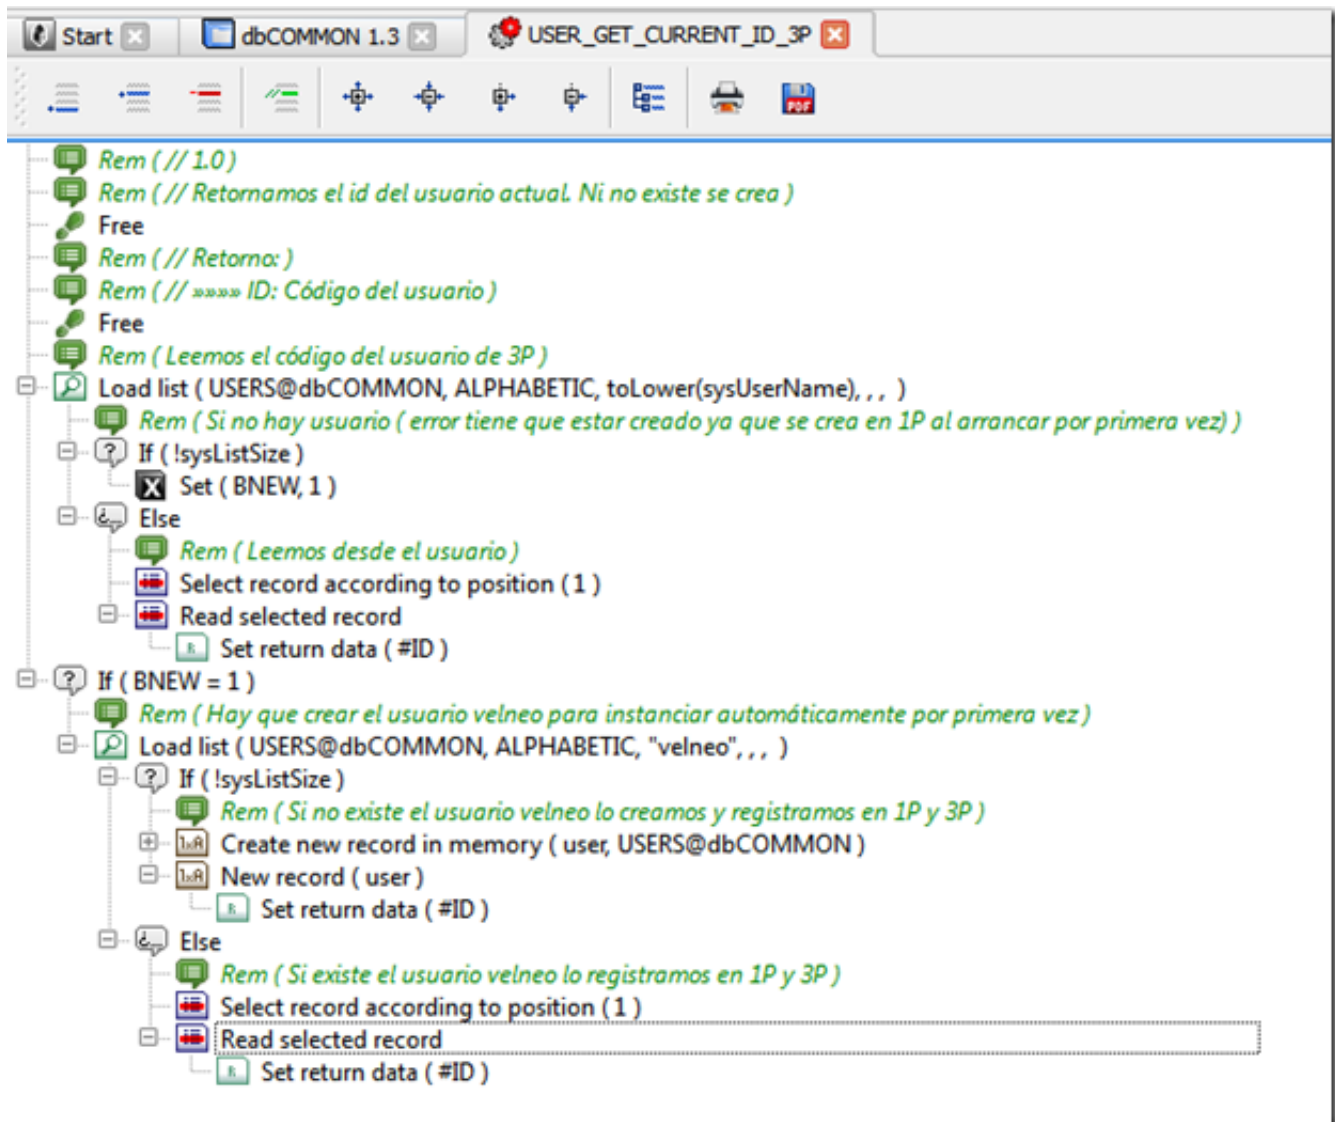 Start
dbCOMMON 1.3
USER_GET_CURRENT_ID_3P
PDF
Rem ( // 1.0 )
Rem ( // Retornamos el id del usuario actual. Ni no existe se crea )
Free
Rem ( // Retorno: )
Rem ( // »»»» ID: Código del usuario )
Free
Rem ( Leemos el código del usuario de 3P )
Load list ( USERS@dbCOMMON, ALPHABETIC, toLower(sysUserName), , , )
Rem ( Si no hay usuario ( error tiene que estar creado ya que se crea en 1P al arrancar por primera vez) )
If ( !sysListSize )
Set ( BNEW, 1 )
Else
Rem ( Leemos desde el usuario )
Select record according to position ( 1 )
Read selected record
Set return data ( #ID )
If ( BNEW = 1 )
Rem ( Hay que crear el usuario velneo para instanciar automáticamente por primera vez )
Load list ( USERS@dbCOMMON, ALPHABETIC, "velneo", , , )
If ( !sysListSize )
Rem ( Si no existe el usuario velneo lo creamos y registramos en 1P y 3P )
Create new record in memory ( user, USERS@dbCOMMON )
New record ( user )
Set return data ( #ID )
Else
Rem ( Si existe el usuario velneo lo registramos en 1P y 3P )
Select record according to position ( 1 )
Read selected record
Set return data ( #ID )